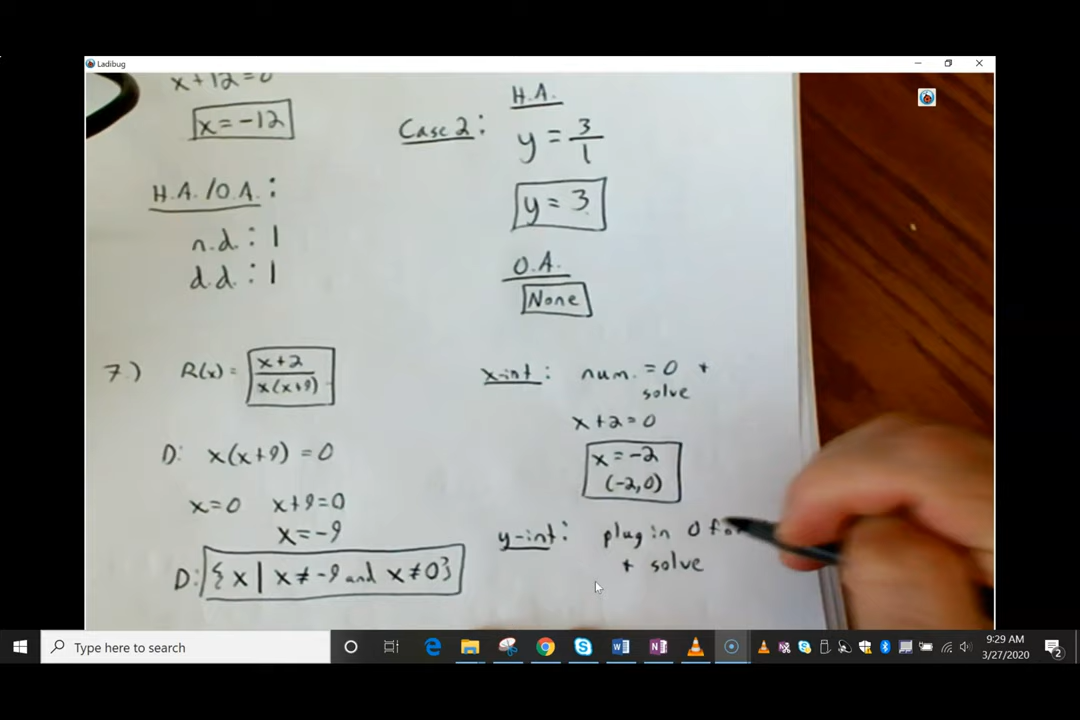 Ladibug
x+12=0
x=-12
H.A./O.A.:
n.d.: 1
d.d.: 1
Case 2:
H.A.
y = 3/1
y = 3
O.A.
None
7.) R(x) = x+2 / x(x+9)
D: x(x+9) = 0
x=0 x+9=0
x=-9
D: {x | x≠-9 and x≠0}
x-int: num. = 0 +
solve
x+2=0
x=-2
(-2,0)
y-int: plug in 0 for
+ solve
Type here to search
9:29 AM
3/27/2020
2